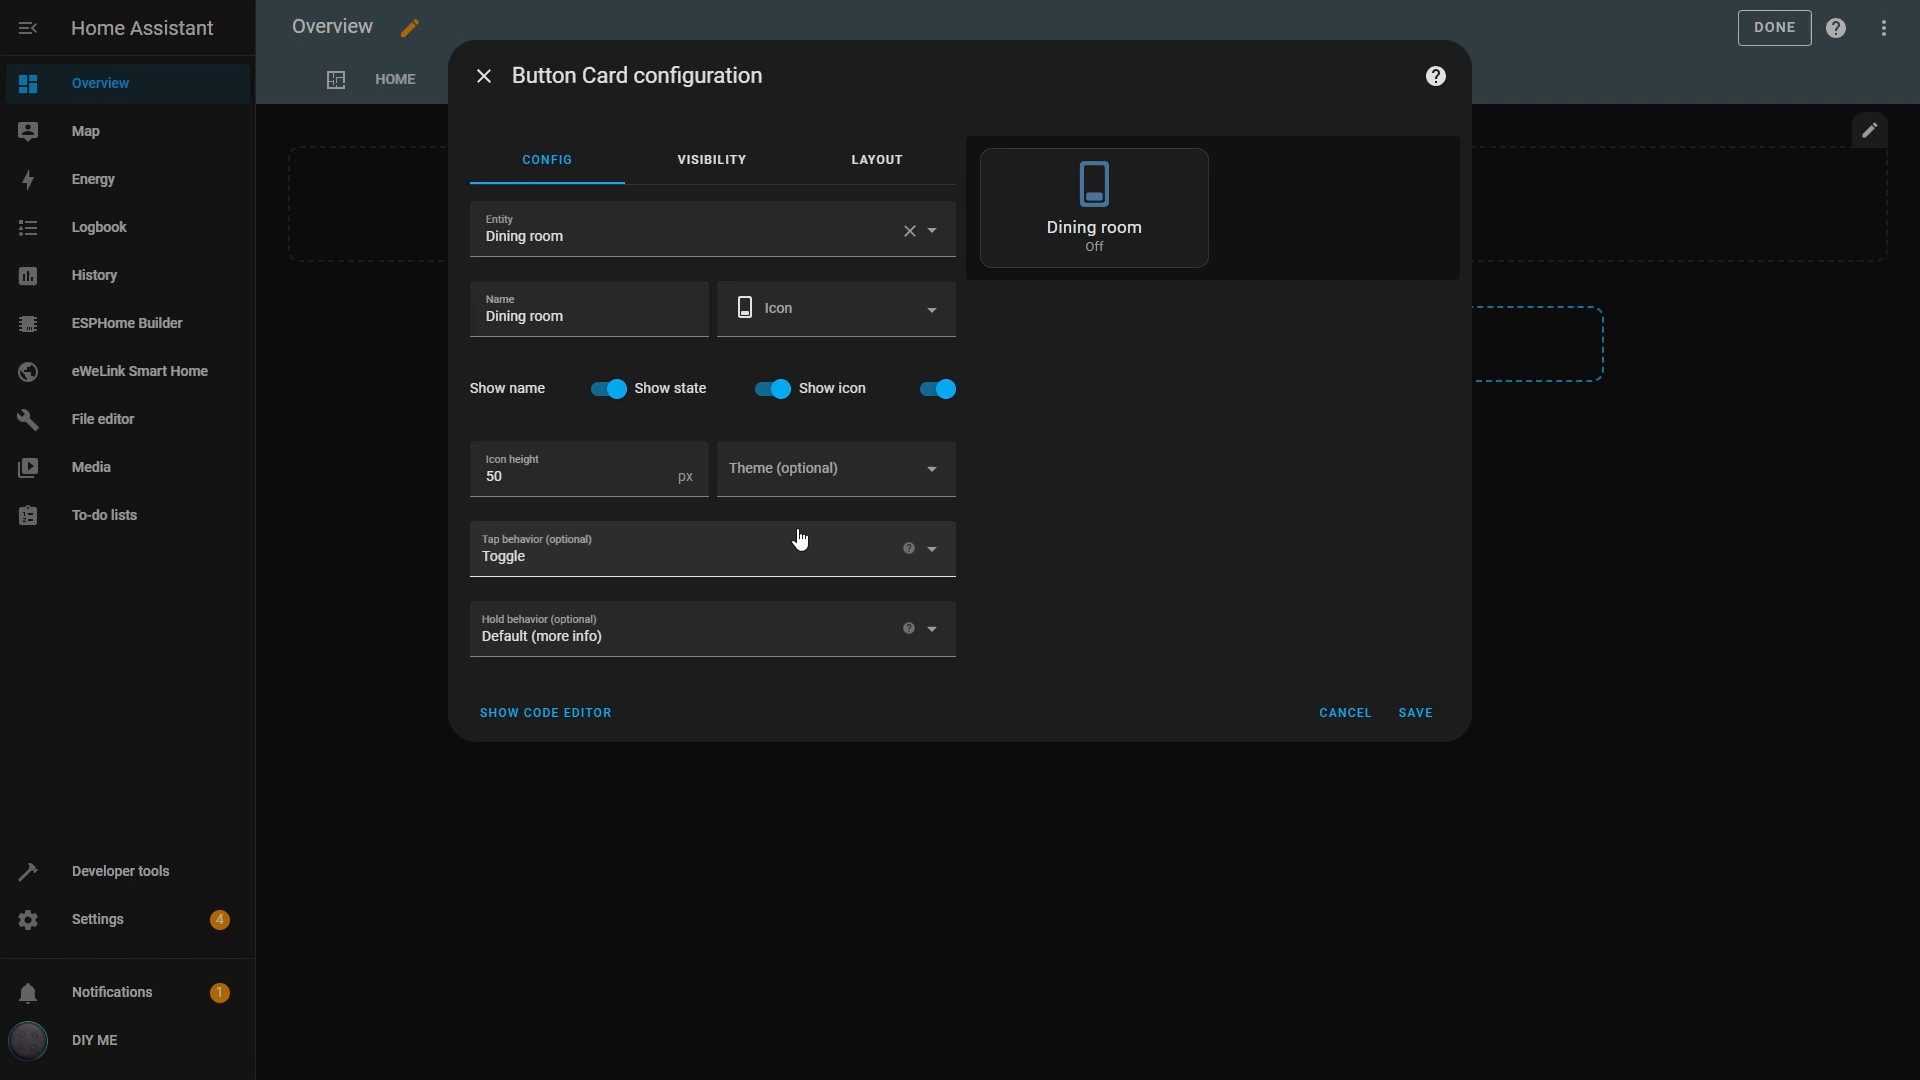 Home Assistant
Overview
Map
Energy
Logbook
History
ESPHome Builder
eWeLink Smart Home
File editor
Media
To-do lists
Developer tools
Settings 4
Notifications 1
DIY ME
Overview
DONE
HOME
Button Card configuration
CONFIG VISIBILITY LAYOUT
Entity
Dining room
Name
Dining room
Icon
Show name Show state Show icon
Icon height
50 px
Theme (optional)
Tap behavior (optional)
Toggle
Hold behavior (optional)
Default (more info)
Dining room
Off
SHOW CODE EDITOR CANCEL SAVE